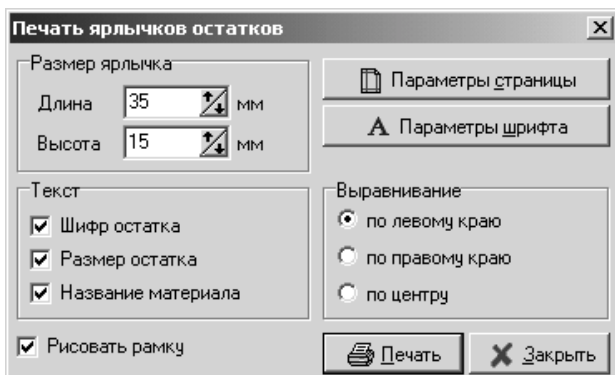 Печать ярлычков остатков
Размер ярлычка
Длина 35 мм
Высота 15 мм
Параметры страницы
Параметры шрифта
Текст
Шифр остатка
Размер остатка
Название материала
Выравнивание
по левому краю
по правому краю
по центру
Рисовать рамку
Печать
Закрыть